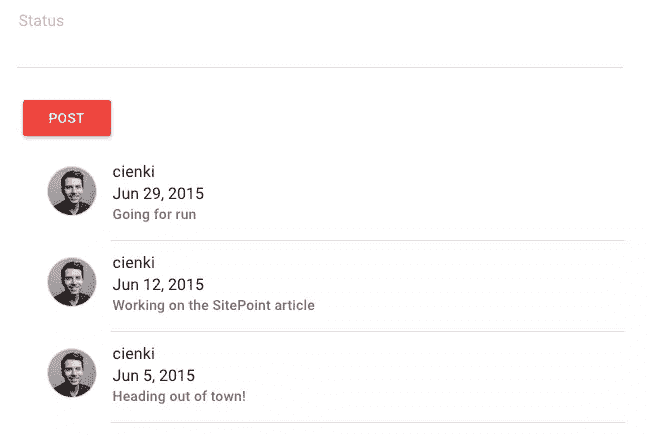 Status
POST
cienki
Jun 29, 2015
Going for run
cienki
Jun 12, 2015
Working on the SitePoint article
cienki
Jun 5, 2015
Heading out of town!